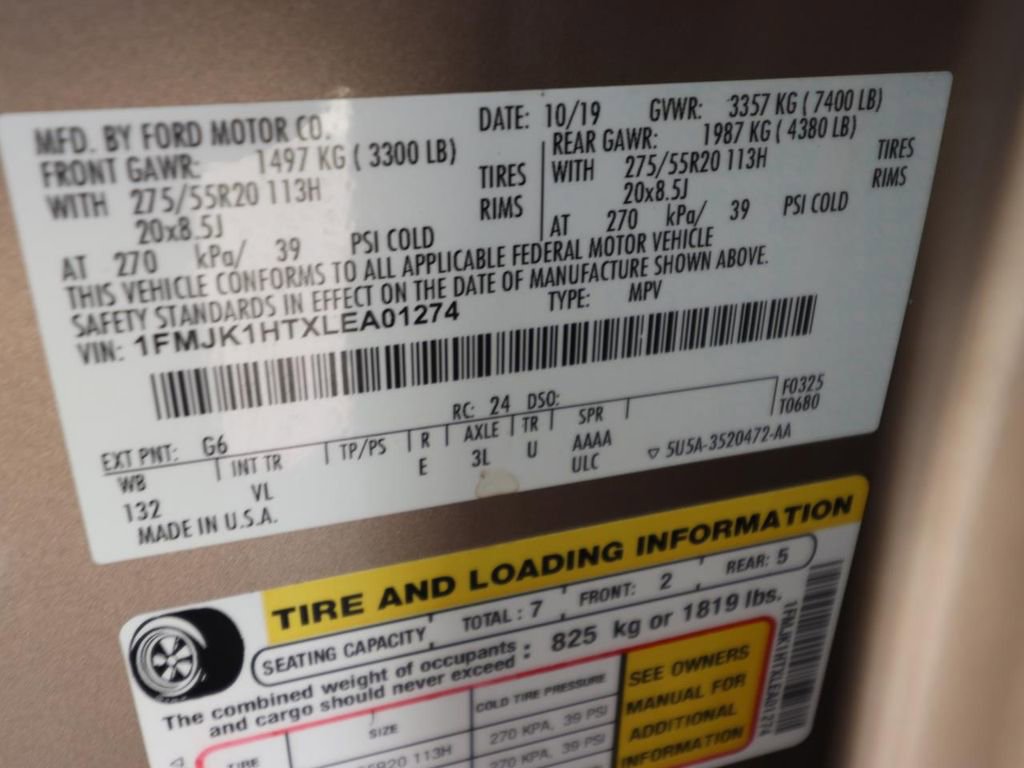 MFD. BY FORD MOTOR CO. DATE: 10/19 GVWR: 3357 KG ( 7400 LB)
FRONT GAWR: 1497 KG ( 3300 LB) REAR GAWR: 1987 KG ( 4380 LB)
WITH 275/55R20 113H TIRES WITH 275/55R20 113H TIRES
20x8.5J RIMS 20x8.5J RIMS
AT 270 kPa/ 39 PSI COLD AT 270 kPa/ 39 PSI COLD
THIS VEHICLE CONFORMS TO ALL APPLICABLE FEDERAL MOTOR VEHICLE
SAFETY STANDARDS IN EFFECT ON THE DATE OF MANUFACTURE SHOWN ABOVE.
VIN: 1FMJK1HTXLEA01274 TYPE: MPV
F0325
EXT PNT: G6 RC: 24 DSO: T0680
WB INT TR TP/PS R AXLE TR SPR
132 VL E 3L U AAAA
ULC 5U5A-3520472-AA
MADE IN U.S.A.
TIRE AND LOADING INFORMATION
SEATING CAPACITY TOTAL: 7 FRONT: 2 REAR: 5
The combined weight of occupants
and cargo should never exceed : 825 kg or 1819 lbs.
TIRE SIZE COLD TIRE PRESSURE
55R20 113H 270 KPA, 39 PSI
270 KPA, 39 PSI
SEE OWNERS
MANUAL FOR
ADDITIONAL
INFORMATION
1FMJK1HTXLEA01274